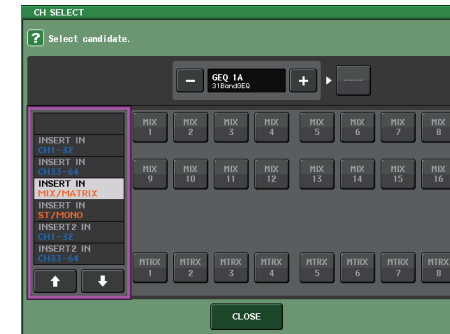 CH SELECT
? Select candidate.
− GEQ 1A +
31BandGEQ
INSERT IN
CH1-32
INSERT IN
CH33-64
INSERT IN
MIX/MATRIX
INSERT IN
ST/MONO
INSERT2 IN
CH1-32
INSERT2 IN
CH33-64
MIX 1 MIX 2 MIX 3 MIX 4 MIX 5 MIX 6 MIX 7 MIX 8
MIX 9 MIX 10 MIX 11 MIX 12 MIX 13 MIX 14 MIX 15 MIX 16
MTRX 1 MTRX 2 MTRX 3 MTRX 4 MTRX 5 MTRX 6 MTRX 7 MTRX 8
CLOSE